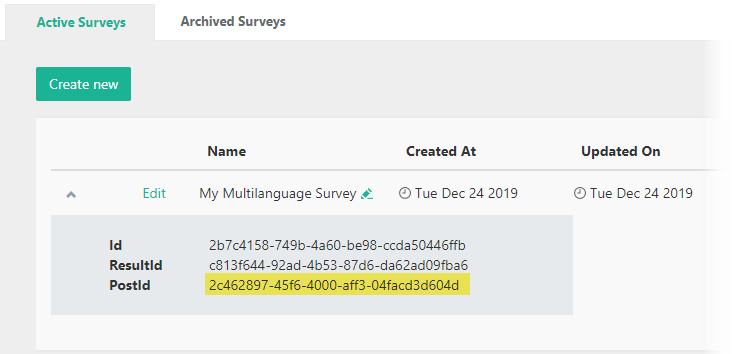 Active Surveys Archived Surveys
Create new
Name Created At Updated On
Edit My Multilanguage Survey Tue Dec 24 2019 Tue Dec 24 2019
Id 2b7c4158-749b-4a60-be98-ccda50446ffb
ResultId c813f644-92ad-4b53-87d6-da62ad09fba6
PostId 2c462897-45f6-4000-aff3-04facd3d604d